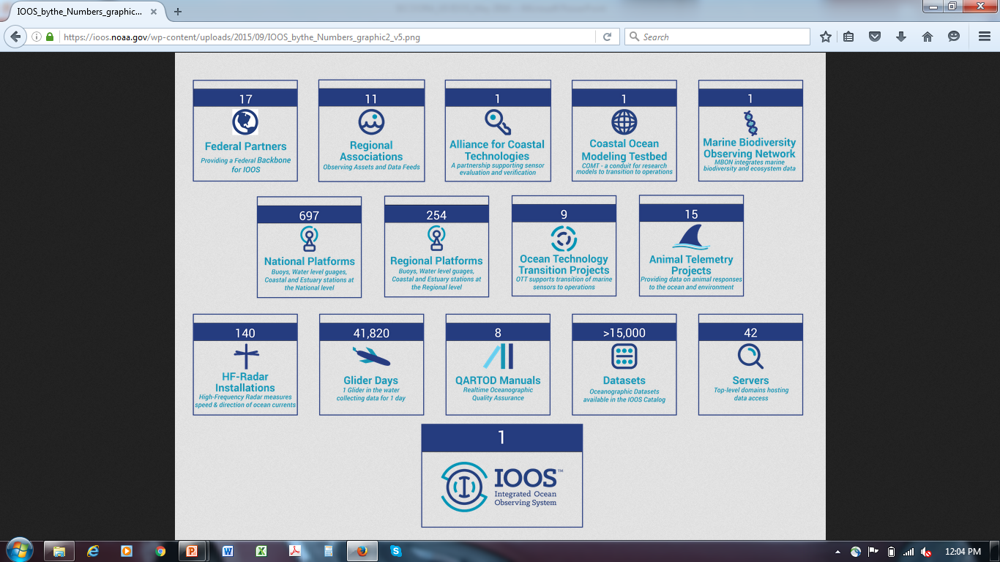 IOOS_bythe_Numbers_graphic...
https://ioos.noaa.gov/wp-content/uploads/2015/09/IOOS_bythe_Numbers_graphic2_v5.png
Search
17
Federal Partners
Providing a Federal Backbone
for IOOS
11
Regional
Associations
Observing Assets and Data Feeds
1
Alliance for Coastal
Technologies
A partnership supporting sensor
evaluation and verification
1
Coastal Ocean
Modeling Testbed
COMT - a conduit for research
models to transition to operations
1
Marine Biodiversity
Observing Network
MBON integrates marine
biodiversity and ecosystem data
697
National Platforms
Buoys, Water level guages,
Coastal and Estuary stations at
the National level
254
Regional Platforms
Buoys, Water level guages,
Coastal and Estuary stations at
the Regional level
9
Ocean Technology
Transition Projects
OTT supports transition of marine
sensors to operations
15
Animal Telemetry
Projects
Providing data on animal responses
to the ocean and environment
140
HF-Radar
Installations
High-Frequency Radar measures
speed & direction of ocean currents
41,820
Glider Days
1 Glider in the water
collecting data for 1 day
8
QARTOD Manuals
Realtime Oceanographic
Quality Assurance
>15,000
Datasets
Oceanographic Datasets
available in the IOOS Catalog
42
Servers
Top-level domains hosting
data access
1
IOOS™
Integrated Ocean
Observing System
12:04 PM